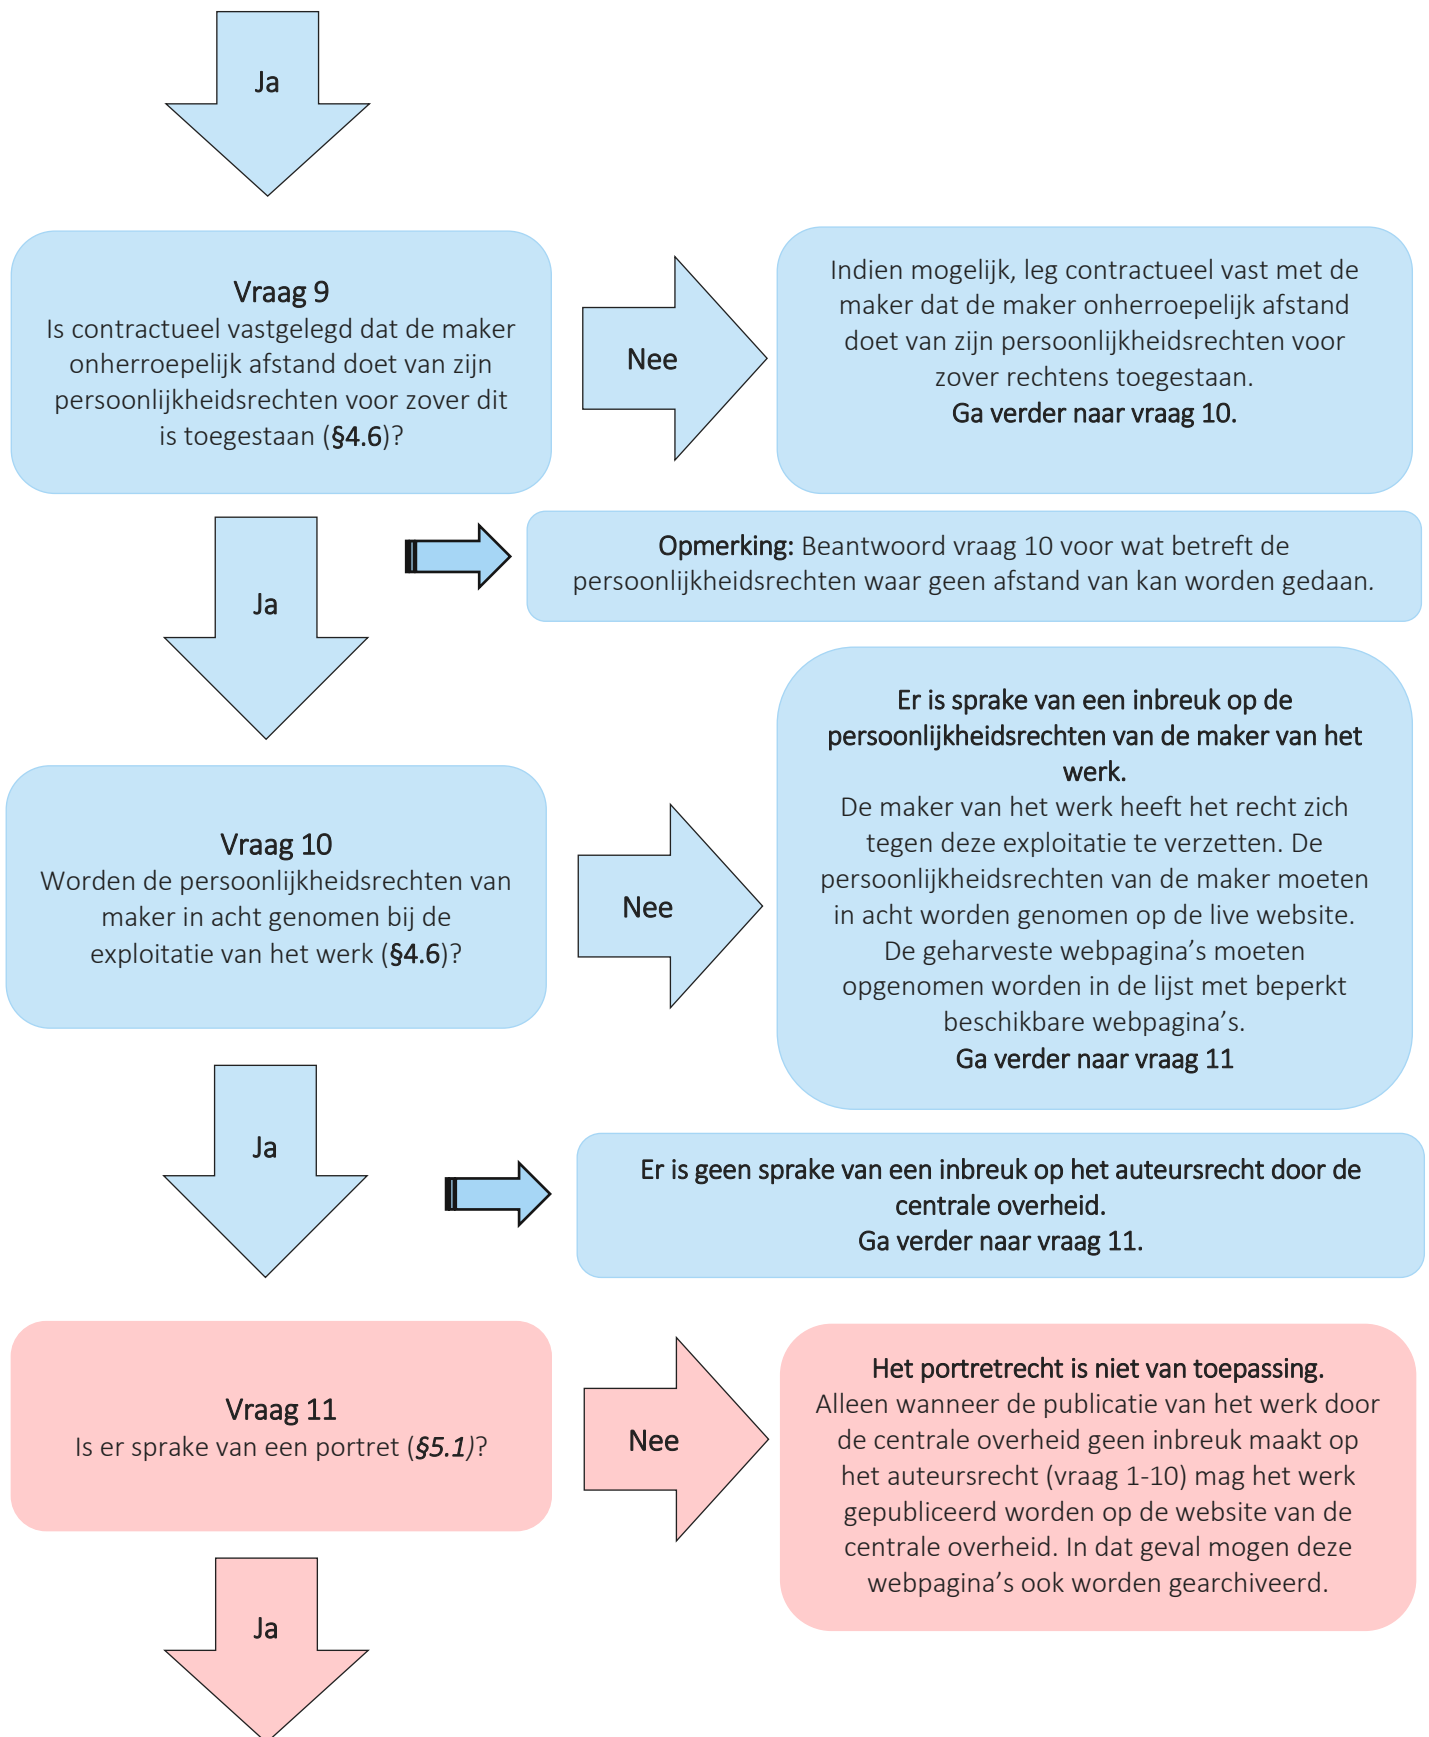 Ja
Vraag 9
Is contractueel vastgelegd dat de maker
onherroepelijk afstand doet van zijn
persoonlijkheidsrechten voor zover dit
is toegestaan (§4.6)?
Nee
Indien mogelijk, leg contractueel vast met de
maker dat de maker onherroepelijk afstand
doet van zijn persoonlijkheidsrechten voor
zover rechtens toegestaan.
Ga verder naar vraag 10.
Ja
Opmerking: Beantwoord vraag 10 voor wat betreft de
persoonlijkheidsrechten waar geen afstand van kan worden gedaan.
Vraag 10
Worden de persoonlijkheidsrechten van
maker in acht genomen bij de
exploitatie van het werk (§4.6)?
Nee
Er is sprake van een inbreuk op de
persoonlijkheidsrechten van de maker van het
werk.
De maker van het werk heeft het recht zich
tegen deze exploitatie te verzetten. De
persoonlijkheidsrechten van de maker moeten
in acht worden genomen op de live website.
De geharveste webpagina’s moeten
opgenomen worden in de lijst met beperkt
beschikbare webpagina’s.
Ga verder naar vraag 11
Ja
Er is geen sprake van een inbreuk op het auteursrecht door de
centrale overheid.
Ga verder naar vraag 11.
Vraag 11
Is er sprake van een portret (§5.1)?
Nee
Het portretrecht is niet van toepassing.
Alleen wanneer de publicatie van het werk door
de centrale overheid geen inbreuk maakt op
het auteursrecht (vraag 1-10) mag het werk
gepubliceerd worden op de website van de
centrale overheid. In dat geval mogen deze
webpagina’s ook worden gearchiveerd.
Ja